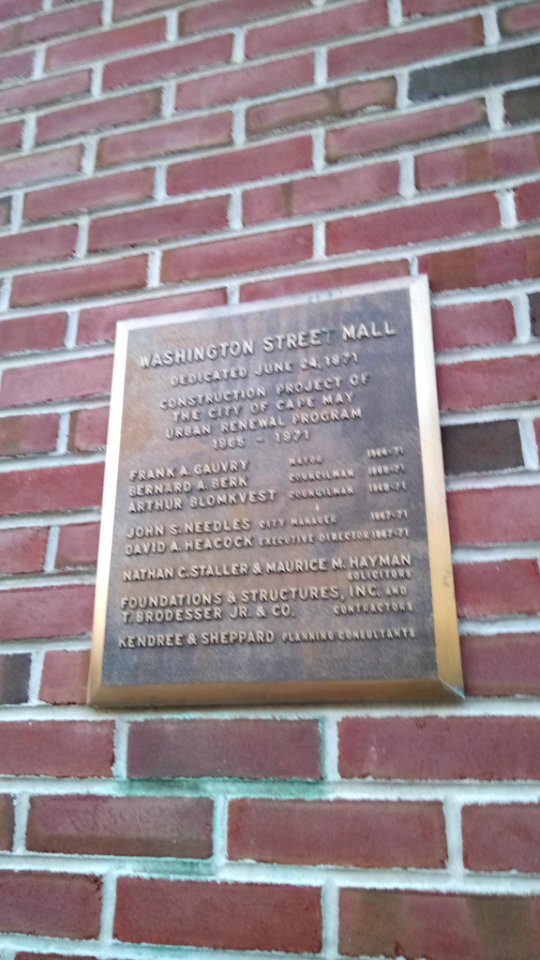 WASHINGTON STREET MALL
DEDICATED JUNE 24, 1971
CONSTRUCTION PROJECT OF
THE CITY OF CAPE MAY
URBAN RENEWAL PROGRAM
1965 - 1971
FRANK A. GAUVRY MAYOR 1964-71
BERNARD A. BERK COUNCILMAN 1969-71
ARTHUR BLOMKVEST COUNCILMAN 1968-71
JOHN S. NEEDLES CITY MANAGER 1967-71
DAVID A. HEACOCK EXECUTIVE DIRECTOR 1967-71
NATHAN C. STALLER & MAURICE M. HAYMAN
SOLICITORS
FOUNDATIONS & STRUCTURES, INC. AND
T. BRODESSER JR. & CO. CONTRACTORS
KENDREE & SHEPPARD PLANNING CONSULTANTS